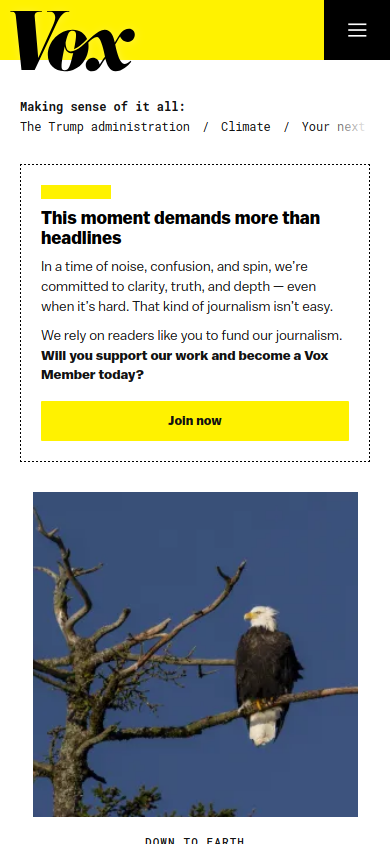 Vox
Making sense of it all:
The Trump administration / Climate / Your next
This moment demands more than
headlines
In a time of noise, confusion, and spin, we’re
committed to clarity, truth, and depth — even
when it’s hard. That kind of journalism isn’t easy.
We rely on readers like you to fund our journalism.
Will you support our work and become a Vox
Member today?
Join now
DOWN TO EARTH